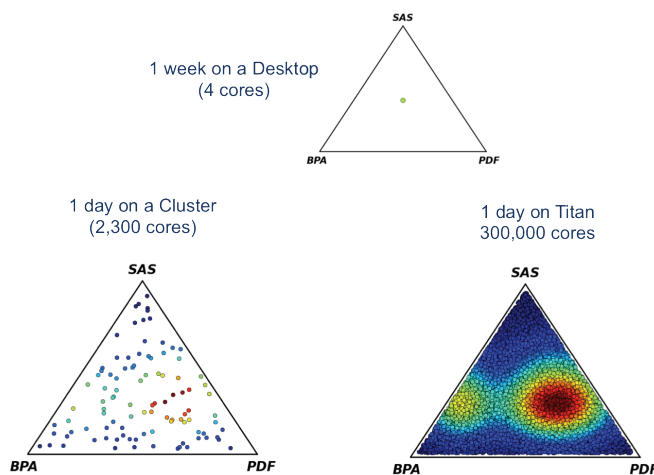 SAS
1 week on a Desktop
(4 cores)
BPA
PDF
1 day on a Cluster
(2,300 cores)
1 day on Titan
300,000 cores
SAS
SAS
BPA
PDF
BPA
PDF